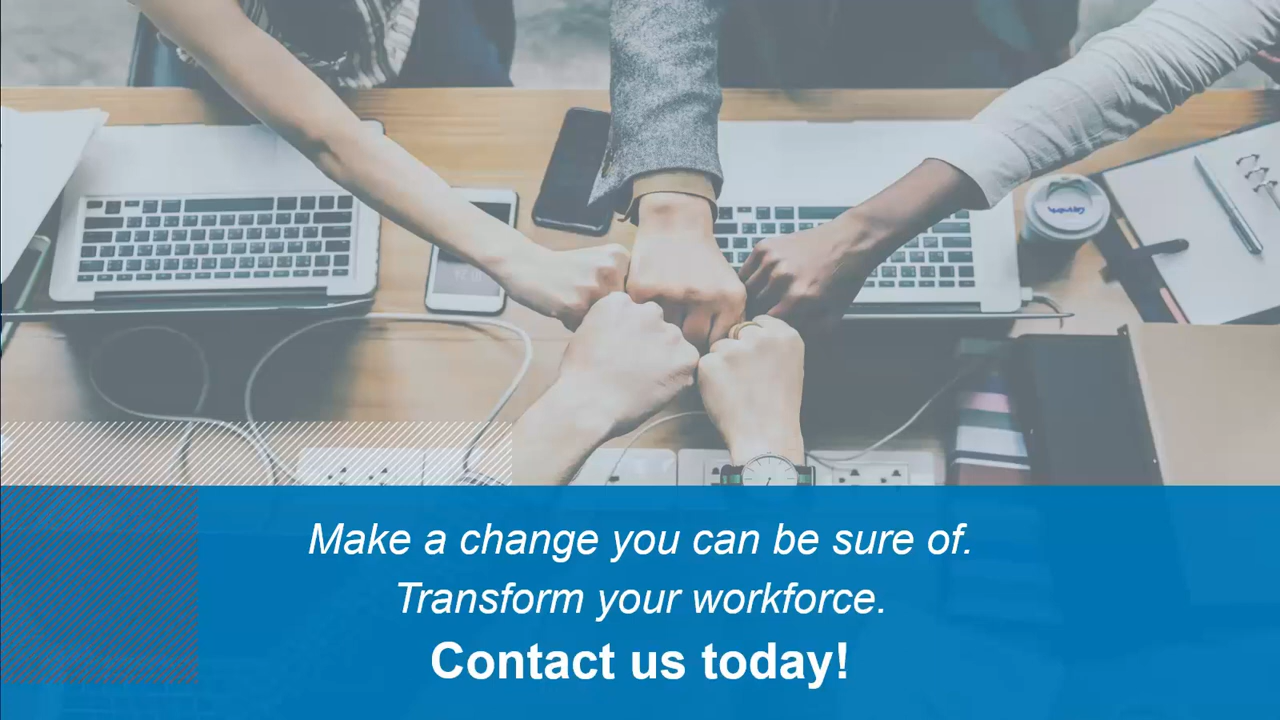 Make a change you can be sure of.
Transform your workforce.
Contact us today!